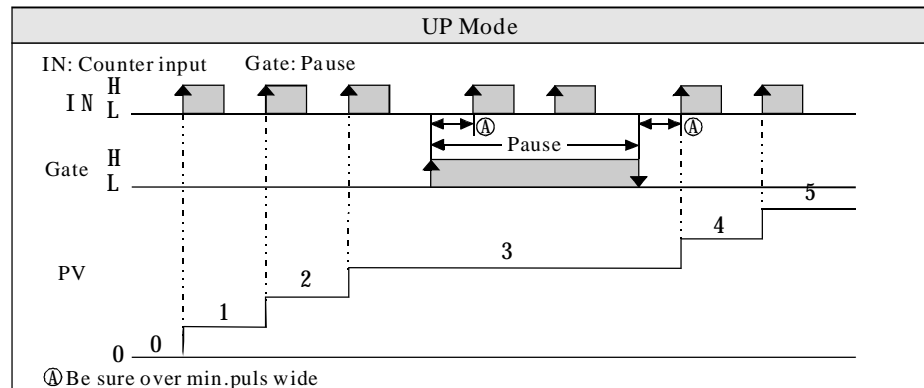 UP Mode
IN: Counter input Gate: Pause
IN H
L
Ⓐ Ⓐ
Pause
Gate H
L
5
4
3
PV
2
1
0 0
Ⓐ Be sure over min.puls wide